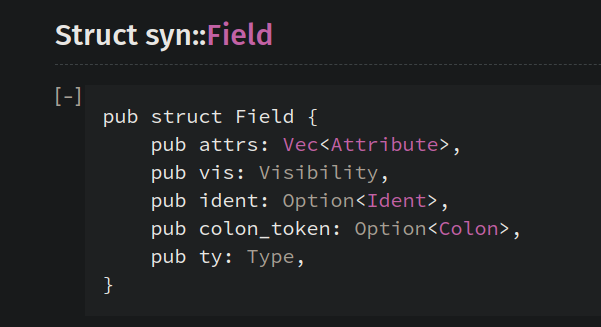 Struct syn::Field
[-]
pub struct Field {
    pub attrs: Vec<Attribute>,
    pub vis: Visibility,
    pub ident: Option<Ident>,
    pub colon_token: Option<Colon>,
    pub ty: Type,
}